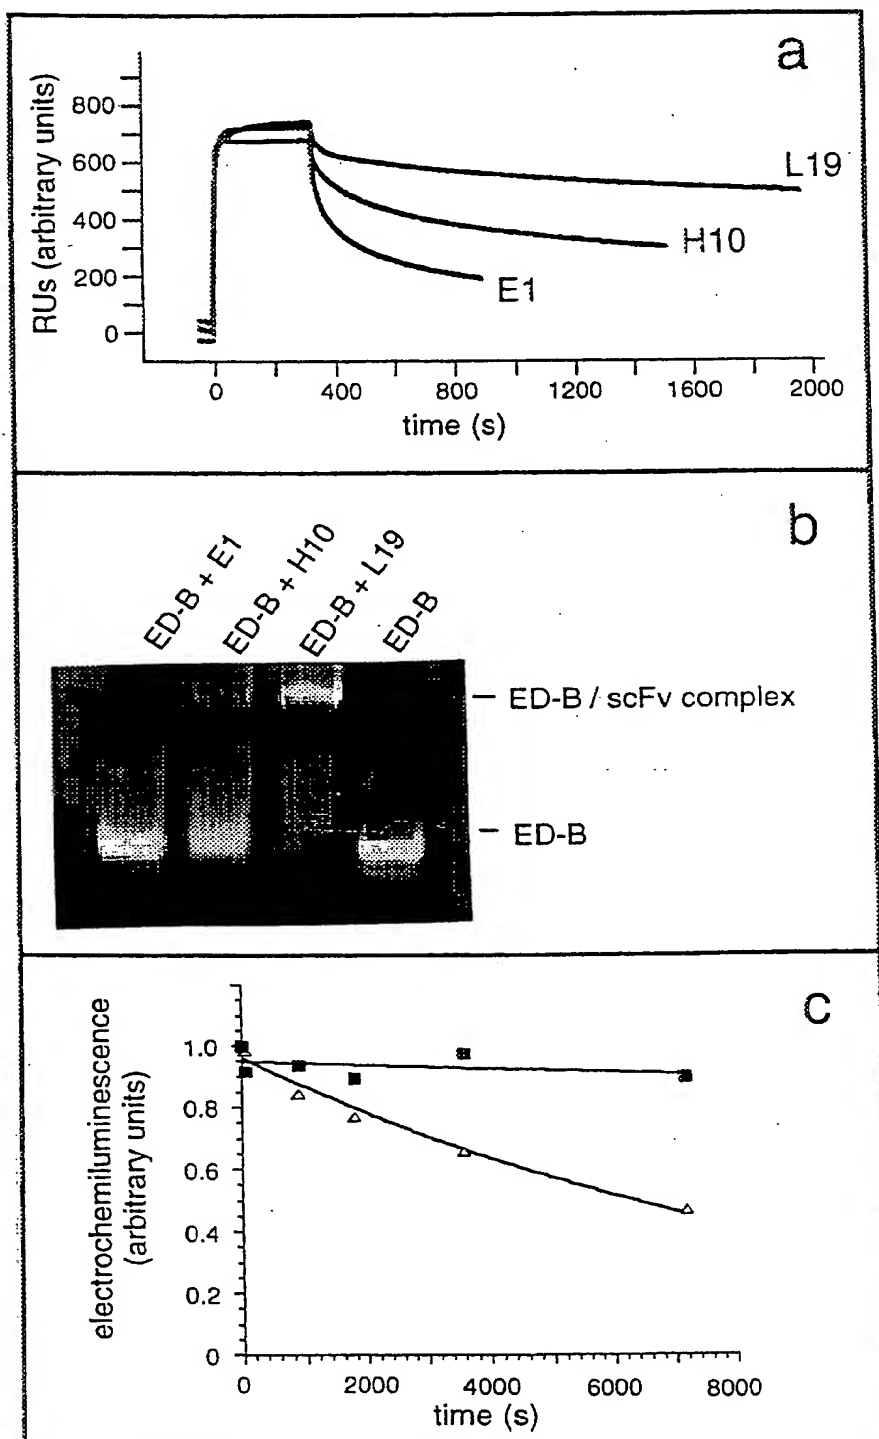 a
RUs (arbitrary units)
800
600
400
200
0
L19
H10
E1
0 400 800 1200 1600 2000
time (s)
b
ED-B + E1
ED-B + H10
ED-B + L19
ED-B
ED-B / scFv complex
ED-B
c
electrochemiluminescence
(arbitrary units)
1.0
0.8
0.6
0.4
0.2
0
0 2000 4000 6000 8000
time (s)